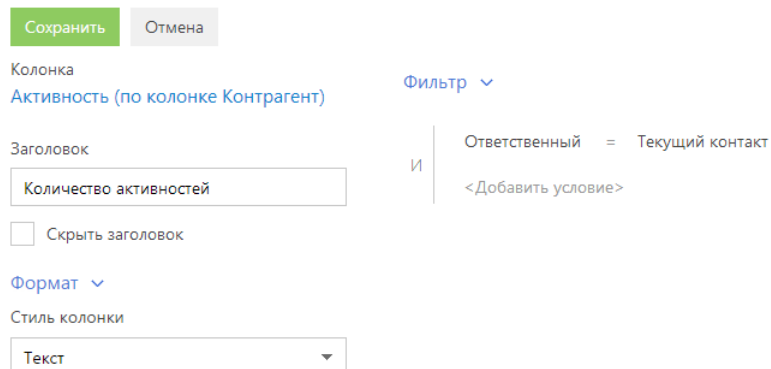 Сохранить Отмена
Колонка
Активность (по колонке Контрагент)
Фильтр
Заголовок
Количество активностей
Скрыть заголовок
И
Ответственный = Текущий контакт
<Добавить условие>
Формат
Стиль колонки
Текст